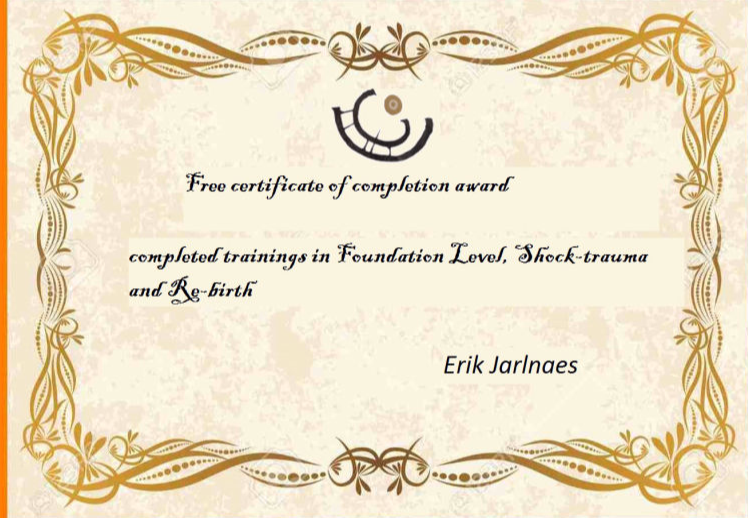 Free certificate of completion award
completed trainings in Foundation Level, Shock-trauma
and Re-birth
Erik Jarlnaes